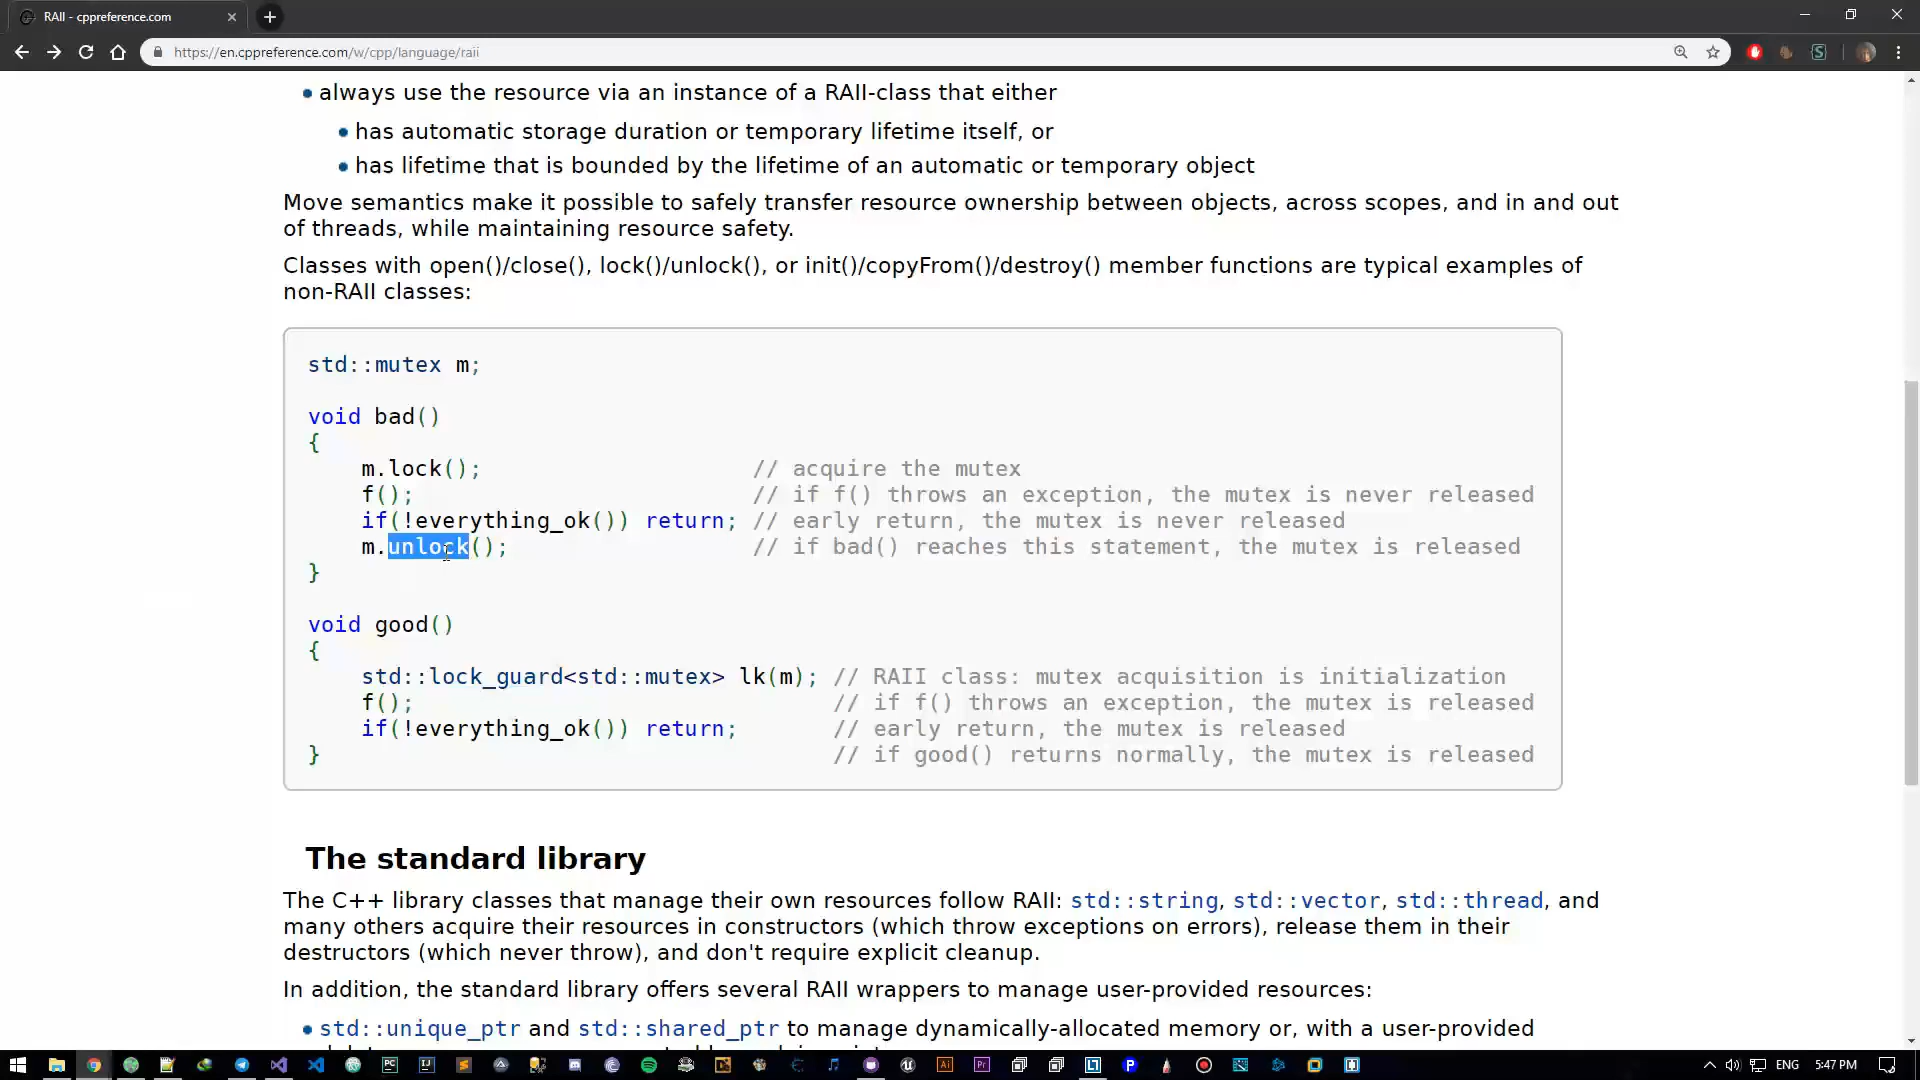 RAII - cppreference.com
https://en.cppreference.com/w/cpp/language/raii
always use the resource via an instance of a RAII-class that either
has automatic storage duration or temporary lifetime itself, or
has lifetime that is bounded by the lifetime of an automatic or temporary object
Move semantics make it possible to safely transfer resource ownership between objects, across scopes, and in and out
of threads, while maintaining resource safety.
Classes with open()/close(), lock()/unlock(), or init()/copyFrom()/destroy() member functions are typical examples of
non-RAII classes:
std::mutex m;
void bad()
{
m.lock(); // acquire the mutex
f(); // if f() throws an exception, the mutex is never released
if(!everything_ok()) return; // early return, the mutex is never released
m.unlock(); // if bad() reaches this statement, the mutex is released
}
void good()
{
std::lock_guard<std::mutex> lk(m); // RAII class: mutex acquisition is initialization
f(); // if f() throws an exception, the mutex is released
if(!everything_ok()) return; // early return, the mutex is released
} // if good() returns normally, the mutex is released
The standard library
The C++ library classes that manage their own resources follow RAII: std::string, std::vector, std::thread, and
many others acquire their resources in constructors (which throw exceptions on errors), release them in their
destructors (which never throw), and don't require explicit cleanup.
In addition, the standard library offers several RAII wrappers to manage user-provided resources:
std::unique_ptr and std::shared_ptr to manage dynamically-allocated memory or, with a user-provided
ENG 5:47 PM